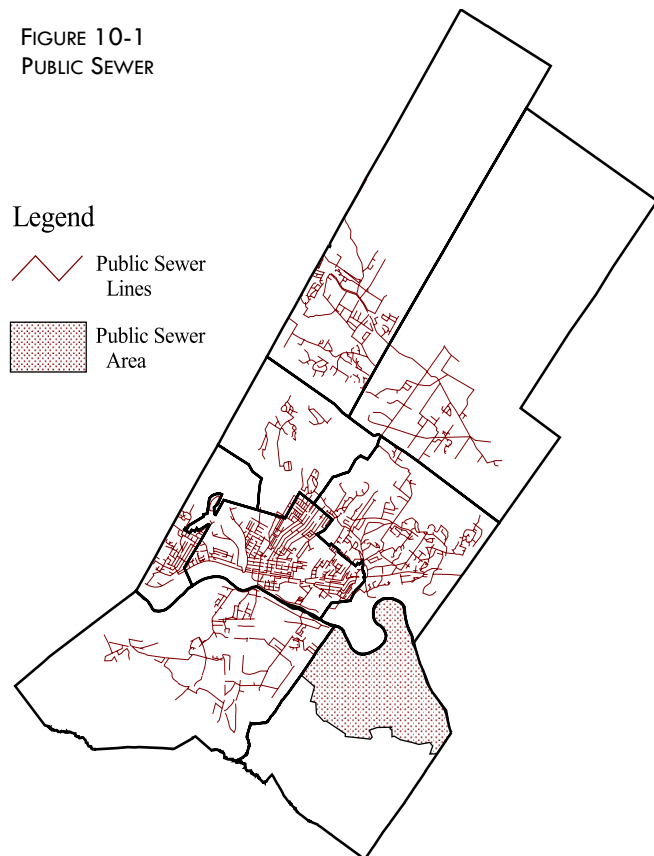 FIGURE 10-1
PUBLIC SEWER
Legend
Public Sewer
Lines
Public Sewer
Area